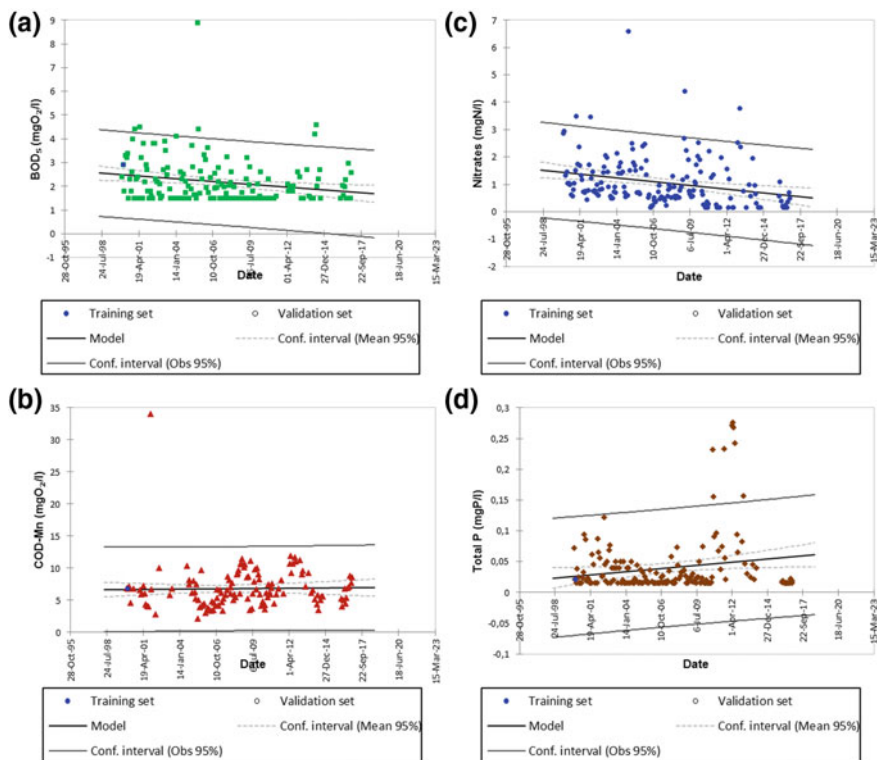 (a)
BOD5 (mgO2/l)
9
8
7
6
5
4
3
2
1
0
-1
28-Oct-95
24-Jul-98
19-Apr-01
14-Jan-04
10-Oct-06
6-Jul-09
01-Apr-12
27-Dec-14
22-Sep-17
18-Jun-20
15-Mar-23
Date
Training set
Validation set
Model
Conf. interval (Mean 95%)
Conf. interval (Obs 95%)
(c)
Nitrates (mgN/l)
7
6
5
4
3
2
1
0
-1
-2
28-Oct-95
24-Jul-98
19-Apr-01
14-Jan-04
10-Oct-06
6-Jul-09
1-Apr-12
27-Dec-14
22-Sep-17
18-Jun-20
15-Mar-23
Date
Training set
Validation set
Model
Conf. interval (Mean 95%)
Conf. interval (Obs 95%)
(b)
COD-Mn (mgO2/l)
35
30
25
20
15
10
5
0
28-Oct-95
24-Jul-98
19-Apr-01
14-Jan-04
10-Oct-06
6-Jul-09
1-Apr-12
27-Dec-14
22-Sep-17
18-Jun-20
15-Mar-23
Date
Training set
Validation set
Model
Conf. interval (Mean 95%)
Conf. interval (Obs 95%)
(d)
Total P (mgP/l)
0,3
0,25
0,2
0,15
0,1
0,05
0
-0,05
-0,1
28-Oct-95
24-Jul-98
19-Apr-01
14-Jan-04
10-Oct-06
6-Jul-09
1-Apr-12
27-Dec-14
22-Sep-17
18-Jun-20
15-Mar-23
Date
Training set
Validation set
Model
Conf. interval (Mean 95%)
Conf. interval (Obs 95%)